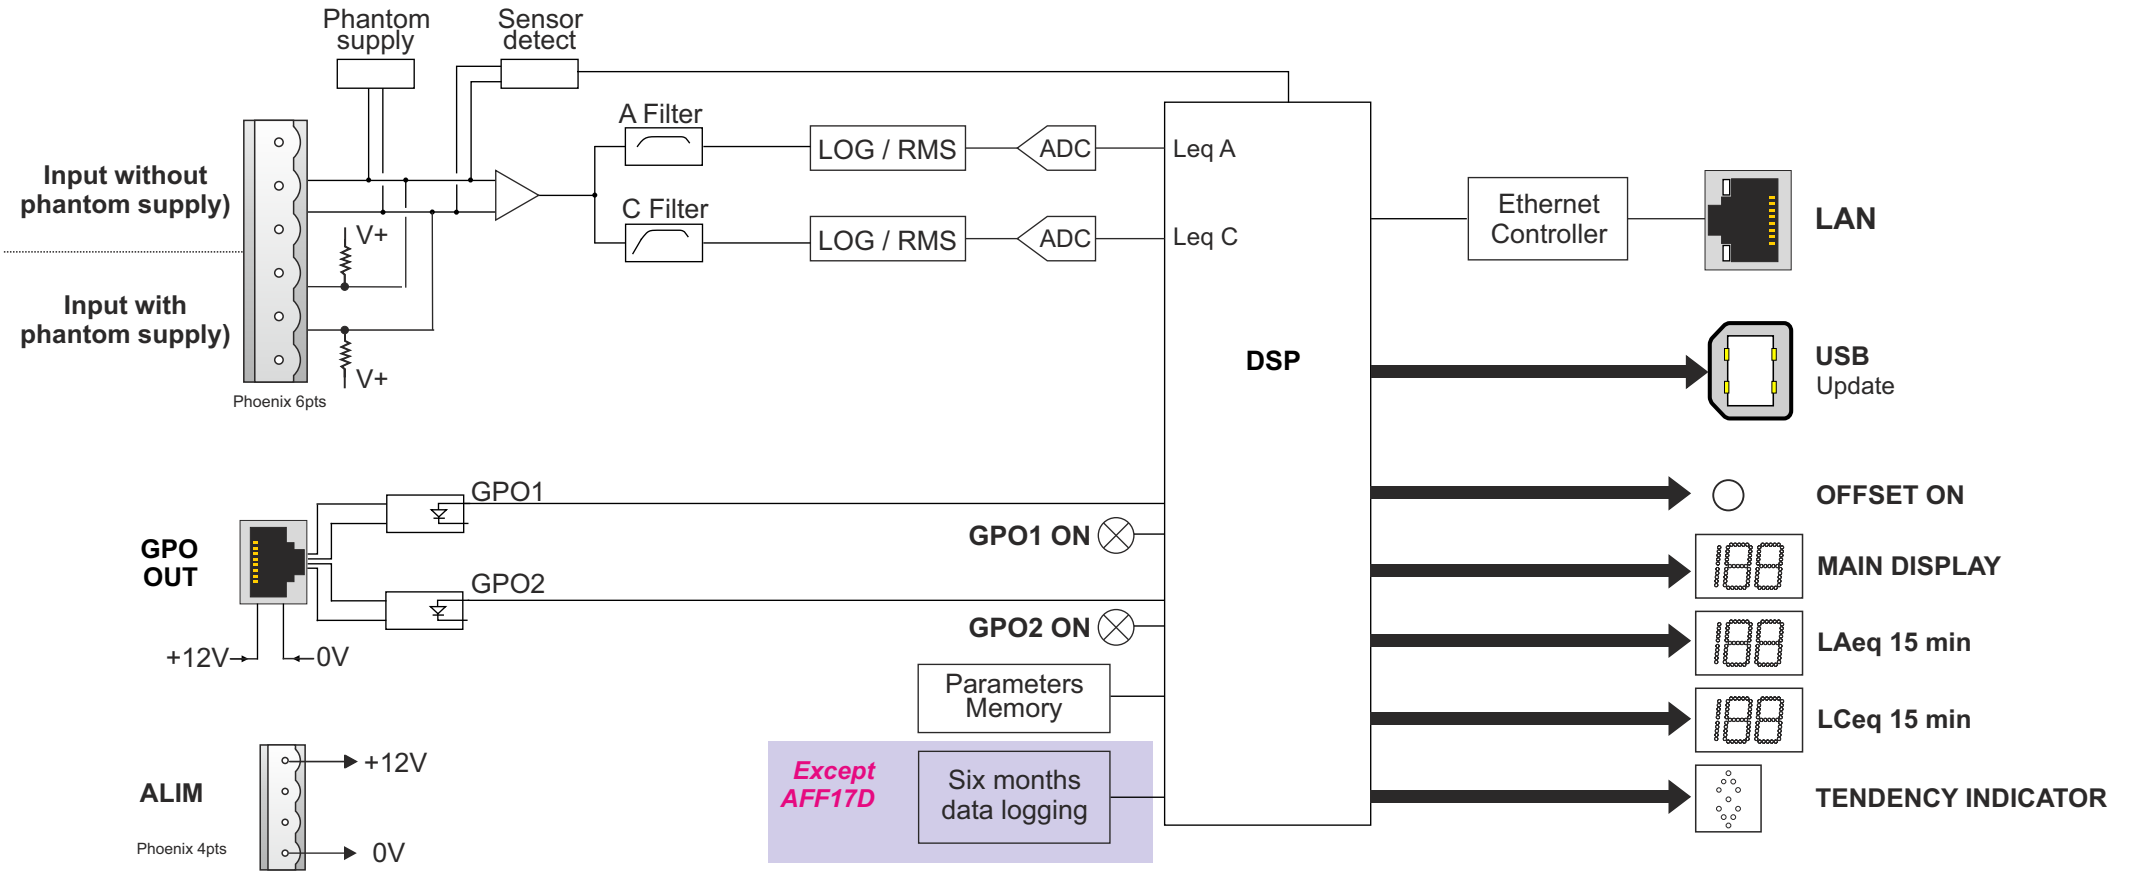 Phantom
supply
Sensor
detect
A Filter
LOG / RMS
ADC
Leq A
Input without
phantom supply)
C Filter
LOG / RMS
ADC
Leq C
V+
Input with
phantom supply)
V+
Phoenix 6pts
DSP
Ethernet
Controller
LAN
USB
Update
GPO1
GPO1 ON
GPO
OUT
GPO2
GPO2 ON
+12V
0V
Parameters
Memory
Except
AFF17D
Six months
data logging
ALIM
+12V
Phoenix 4pts
0V
OFFSET ON
188
MAIN DISPLAY
188
LAeq 15 min
188
LCeq 15 min
TENDENCY INDICATOR